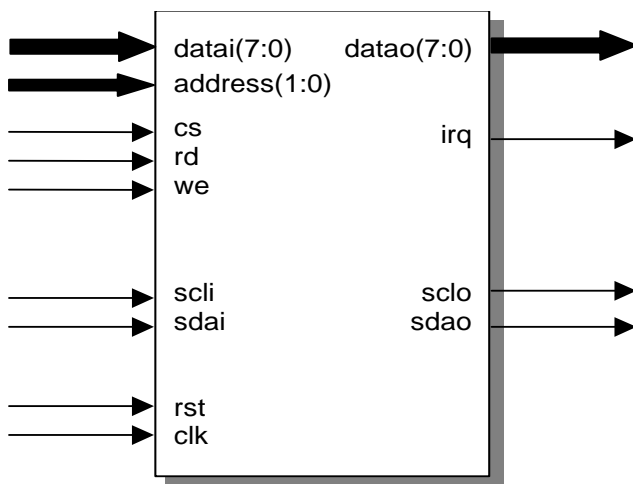 datai(7:0) datao(7:0)
address(1:0)
cs
irq
rd
we
scli sclo
sdai sdao
rst
clk